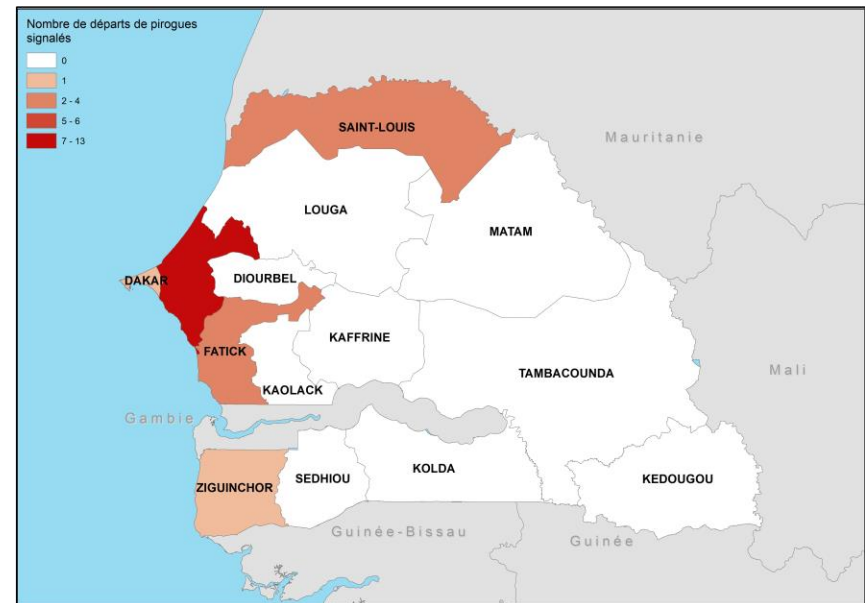 Nombre de départs de pirogues
signalés
0
1
2 - 4
5 - 6
7 - 13
SAINT-LOUIS
Mauritanie
LOUGA
MATAM
DAKAR
DIOURBEL
KAFFRINE
FATICK
TAMBACOUNDA
Mali
KAOLACK
Gambie
KOLDA
SEDHIOU
KEDOUGOU
ZIGUINCHOR
Guinée-Bissau
Guinée